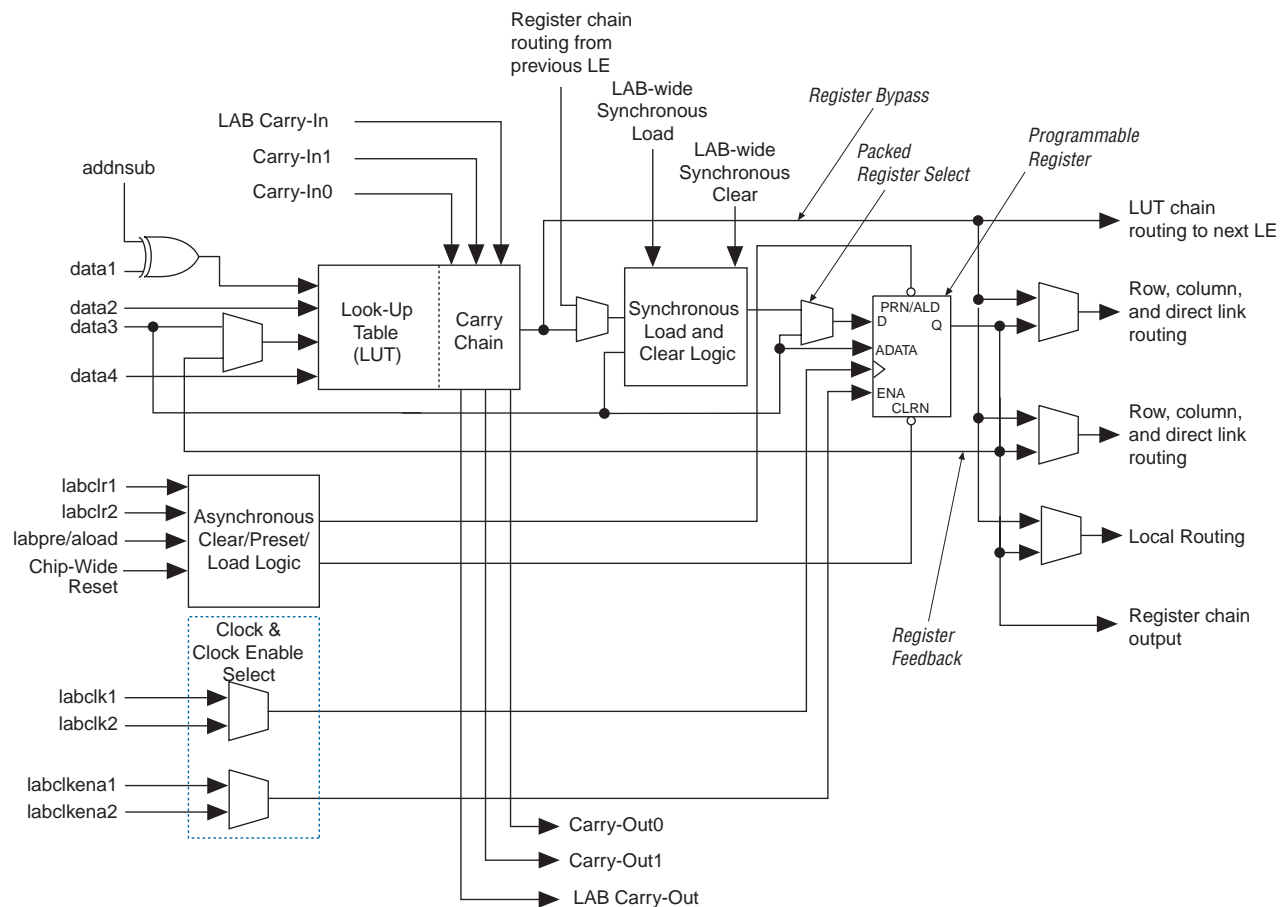 Register chain
routing from
previous LE
LAB-wide
Synchronous
Load
Register Bypass
LAB Carry-In
Carry-In1
Carry-In0
LAB-wide
Synchronous
Clear
Packed
Register Select
Programmable
Register
addnsub
data1
data2
data3
data4
Look-Up
Table
(LUT)
Carry
Chain
Synchronous
Load and
Clear Logic
PRN/ALD
D
Q
ADATA
ENA
CLRN
LUT chain
routing to next LE
Row, column,
and direct link
routing
Row, column,
and direct link
routing
Local Routing
Register chain
output
Register
Feedback
labclr1
labclr2
labpre/aload
Chip-Wide
Reset
Asynchronous
Clear/Preset/
Load Logic
Clock &
Clock Enable
Select
labclk1
labclk2
labclkena1
labclkena2
Carry-Out0
Carry-Out1
LAB Carry-Out